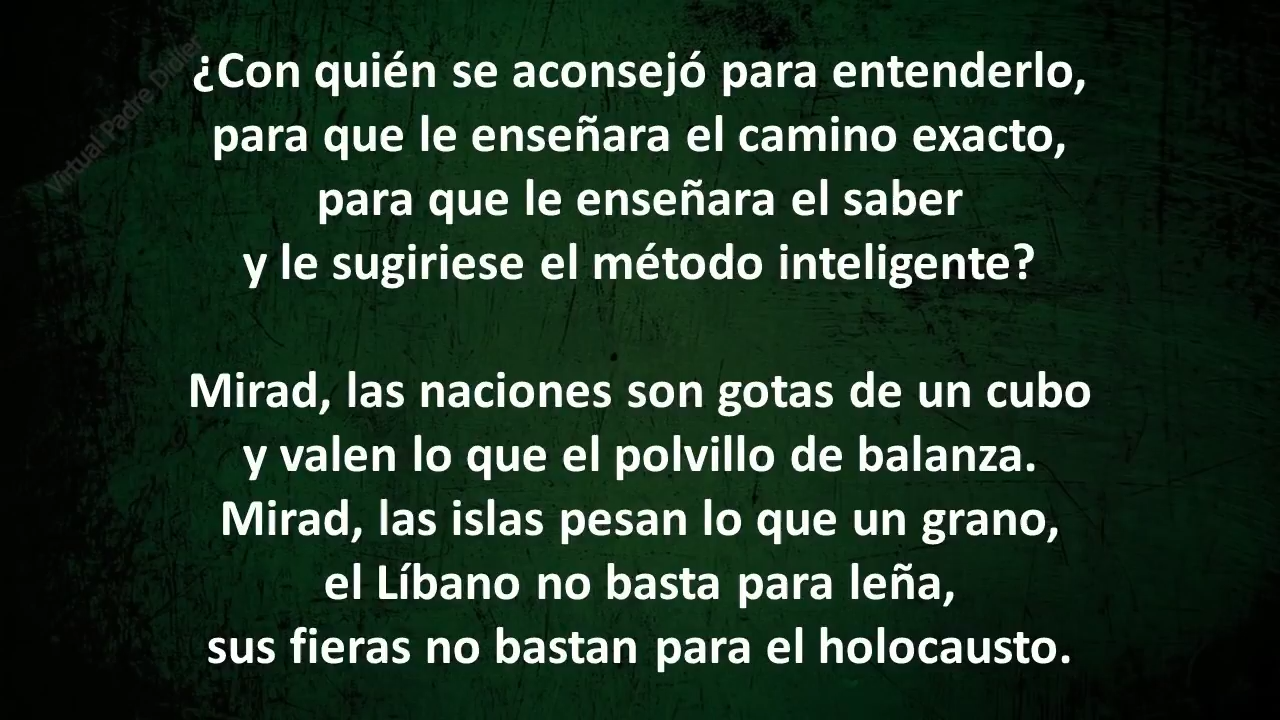 Virtual Padre Didier
¿Con quién se aconsejó para entenderlo,
para que le enseñara el camino exacto,
para que le enseñara el saber
y le sugiriese el método inteligente?
Mirad, las naciones son gotas de un cubo
y valen lo que el polvillo de balanza.
Mirad, las islas pesan lo que un grano,
el Líbano no basta para leña,
sus fieras no bastan para el holocausto.